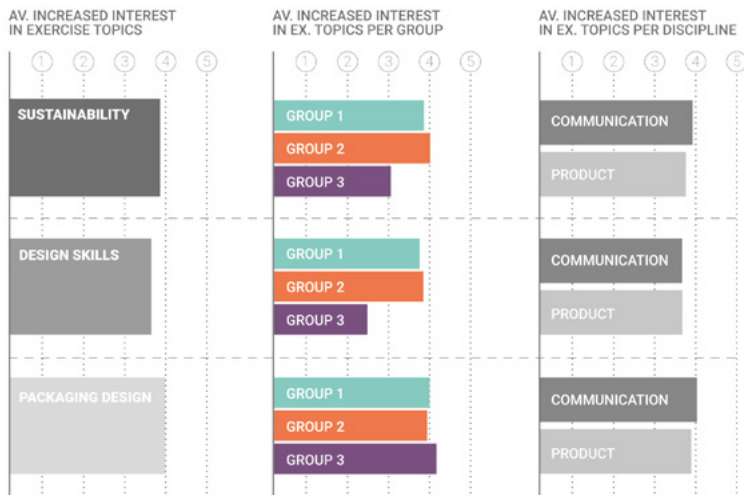 AV. INCREASED INTEREST
IN EXERCISE TOPICS
1 2 3 4 5
SUSTAINABILITY
DESIGN SKILLS
PACKAGING DESIGN
AV. INCREASED INTEREST
IN EX. TOPICS PER GROUP
1 2 3 4 5
GROUP 1
GROUP 2
GROUP 3
GROUP 1
GROUP 2
GROUP 3
GROUP 1
GROUP 2
GROUP 3
AV. INCREASED INTEREST
IN EX. TOPICS PER DISCIPLINE
1 2 3 4 5
COMMUNICATION
PRODUCT
COMMUNICATION
PRODUCT
COMMUNICATION
PRODUCT